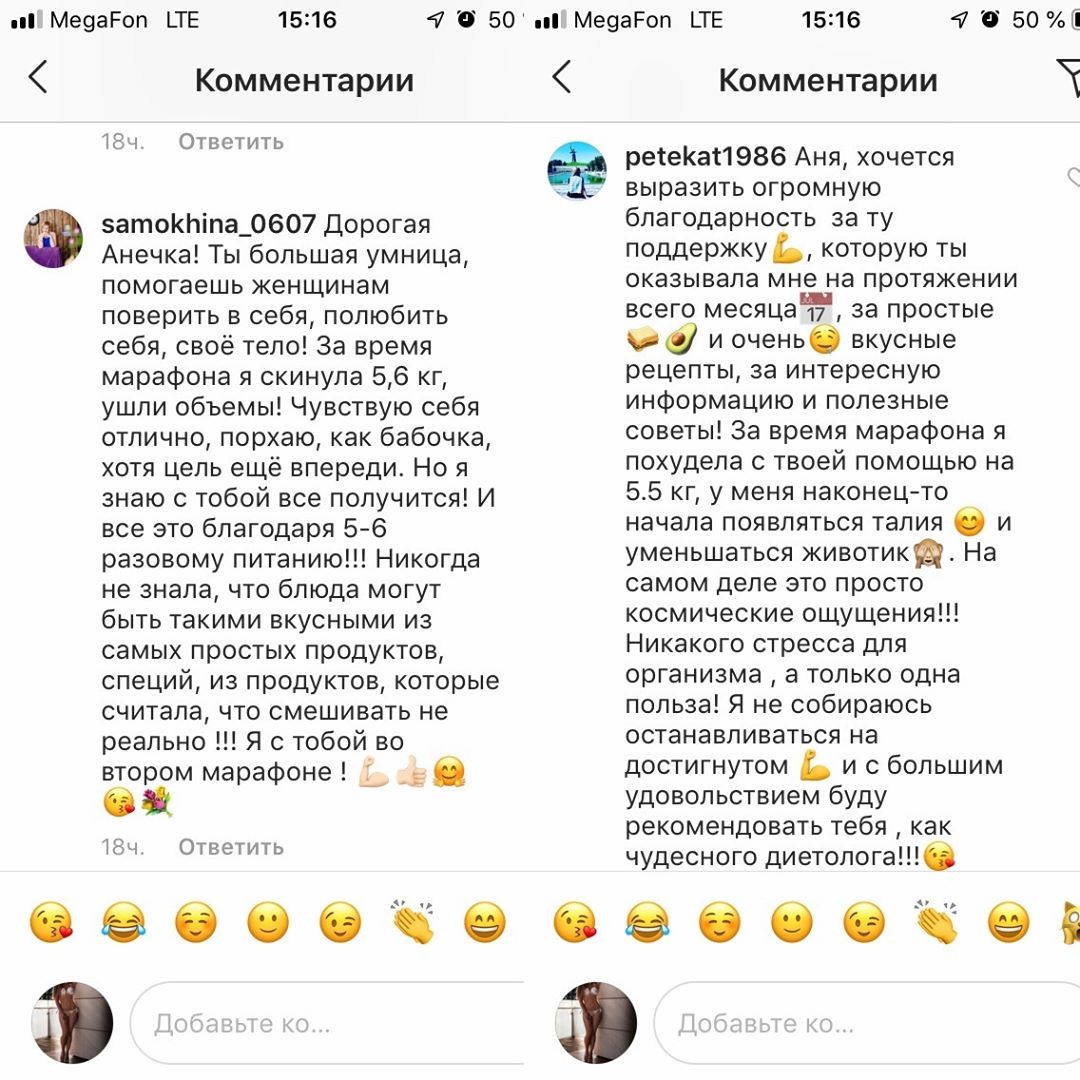 MegaFon LTE 15:16 50
Комментарии
18ч. Ответить
samokhina_0607 Дорогая
Анечка! Ты большая умница,
помогаешь женщинам
поверить в себя, полюбить
себя, своё тело! За время
марафона я скинула 5,6 кг,
ушли объемы! Чувствую себя
отлично, порхаю, как бабочка,
хотя цель ещё впереди. Но я
знаю с тобой все получится! И
все это благодаря 5-6
разовому питанию!!! Никогда
не знала, что блюда могут
быть такими вкусными из
самых простых продуктов,
специй, из продуктов, которые
считала, что смешивать не
реально !!! Я с тобой во
втором марафоне ! 💪🏻👍🏻🤗
😘💐
18ч. Ответить
Добавьте ко...
MegaFon LTE 15:16 50 %
Комментарии
petekat1986 Аня, хочется
выразить огромную
благодарность за ту
поддержку💪, которую ты
оказывала мне на протяжении
всего месяца📅, за простые
🥪🥑 и очень🤤 вкусные
рецепты, за интересную
информацию и полезные
советы! За время марафона я
похудела с твоей помощью на
5.5 кг, у меня наконец-то
начала появляться талия 😊 и
уменьшаться животик🙈. На
самом деле это просто
космические ощущения!!!
Никакого стресса для
организма , а только одна
польза! Я не собираюсь
останавливаться на
достигнутом 💪 и с большим
удовольствием буду
рекомендовать тебя , как
чудесного диетолога!!!😘
Добавьте ко...